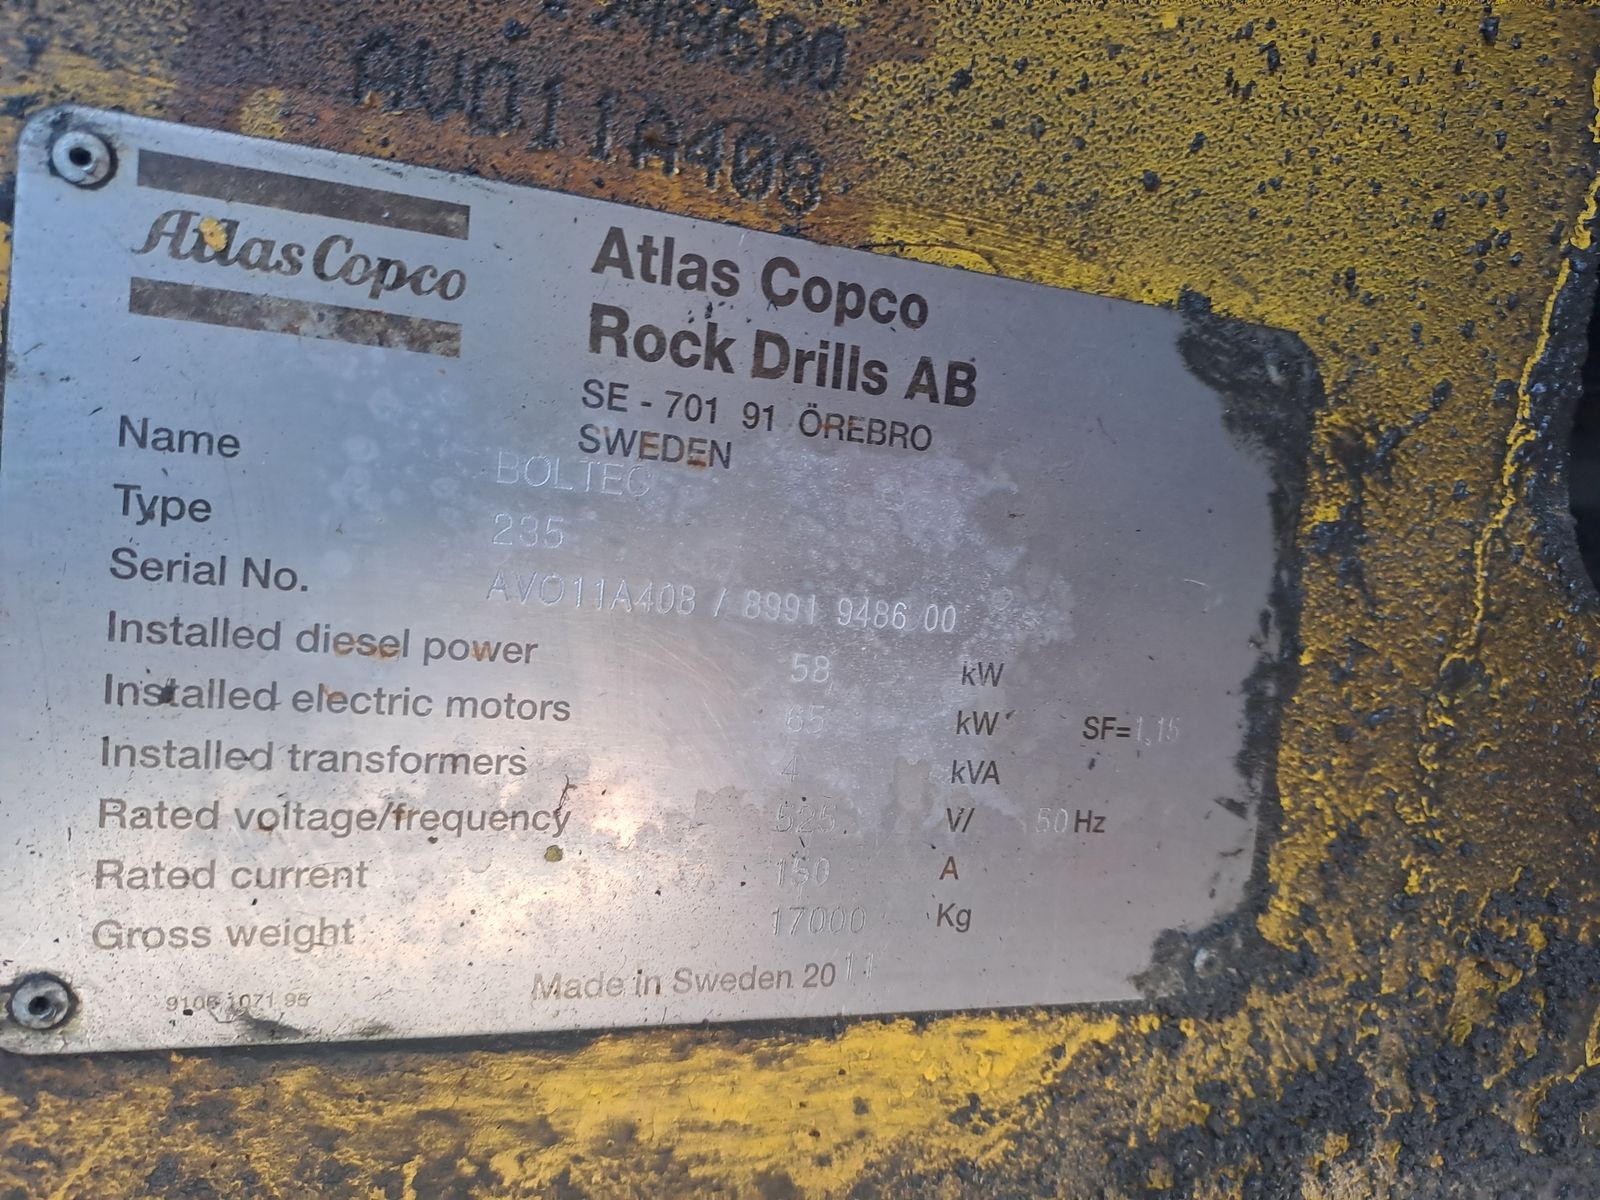 AVO11A408
Atlas Copco
Atlas Copco
Rock Drills AB
SE - 701 91 ÖREBRO
SWEDEN
Name BOLTEC
Type 235
Serial No. AVO11A408 / 8991 9486 00
Installed diesel power 58 kW
Installed electric motors 65 kW SF=1,15
Installed transformers 4 kVA
Rated voltage/frequency 525 V/ 50 Hz
Rated current 150 A
Gross weight 17000 Kg
Made in Sweden 2011
9106 1071 95